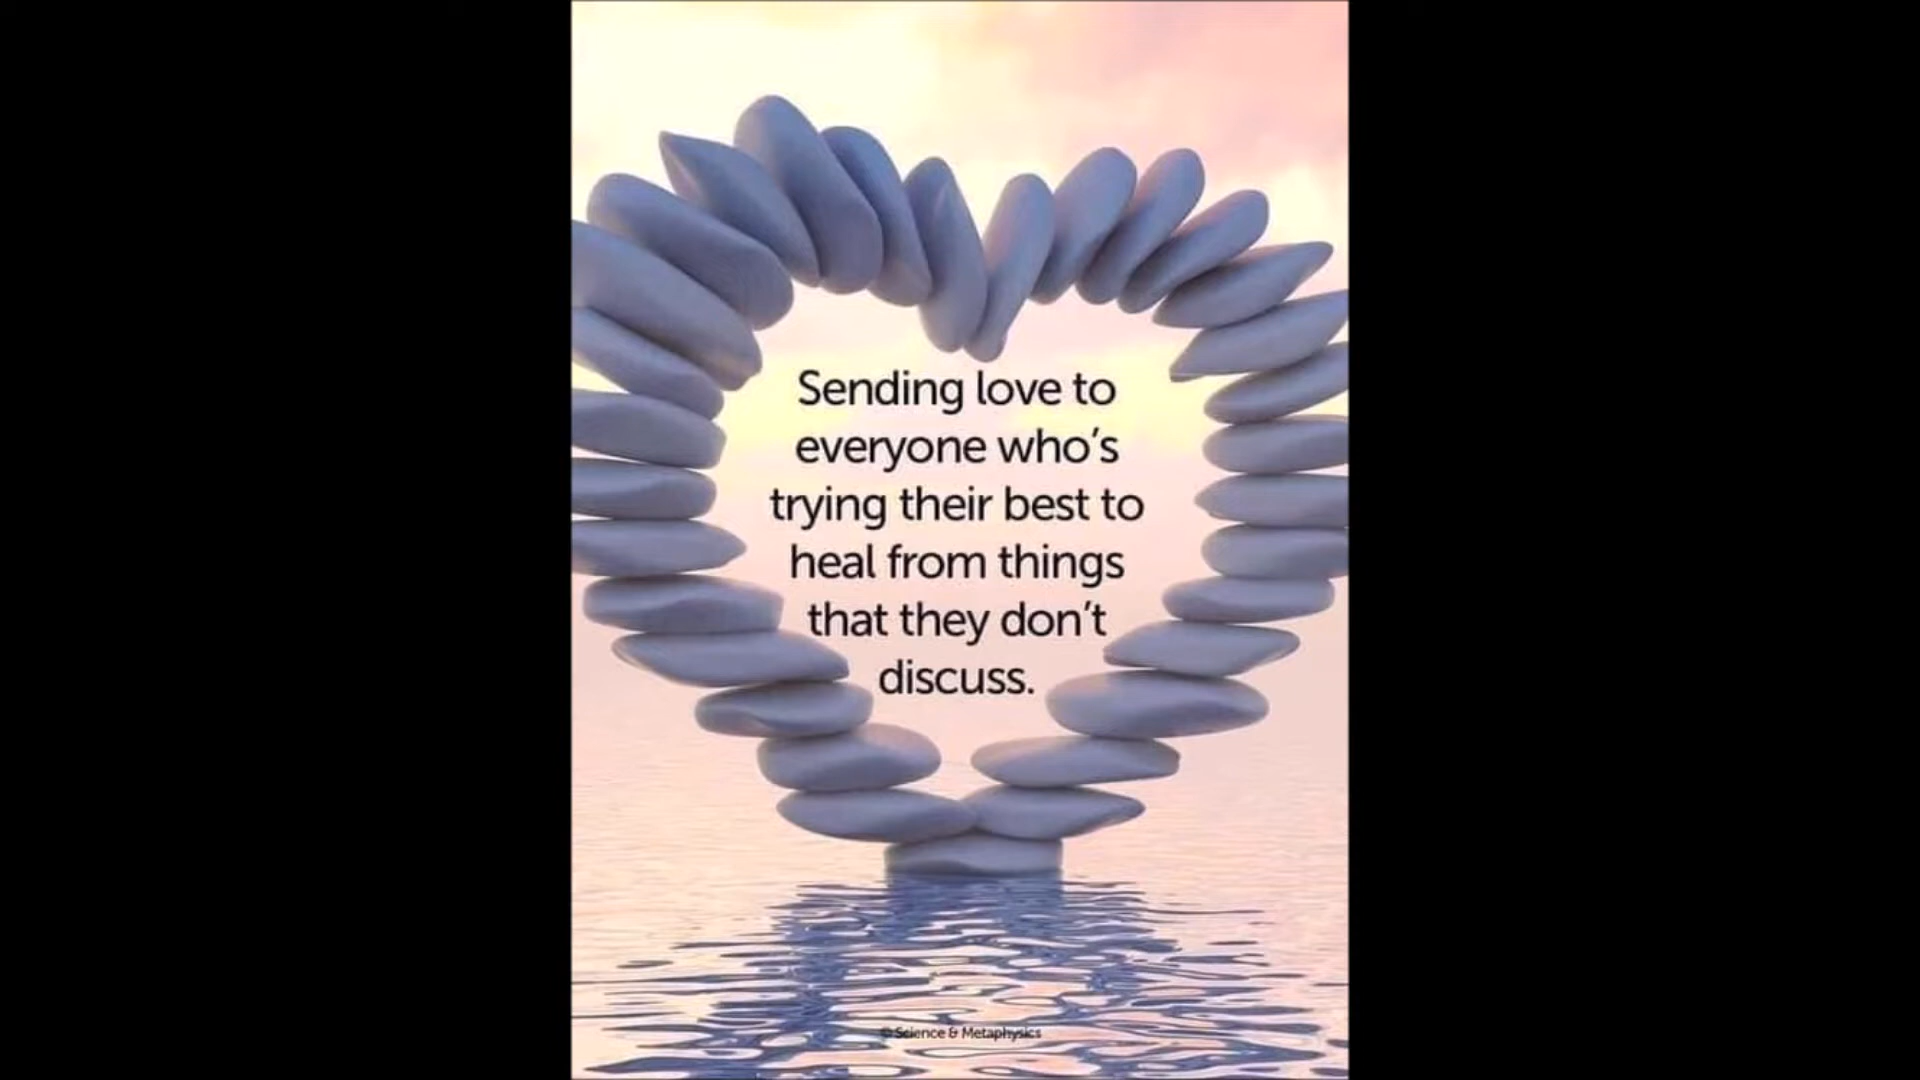 Sending love to
everyone who's
trying their best to
heal from things
that they don't
discuss.
© Science & Metaphysics